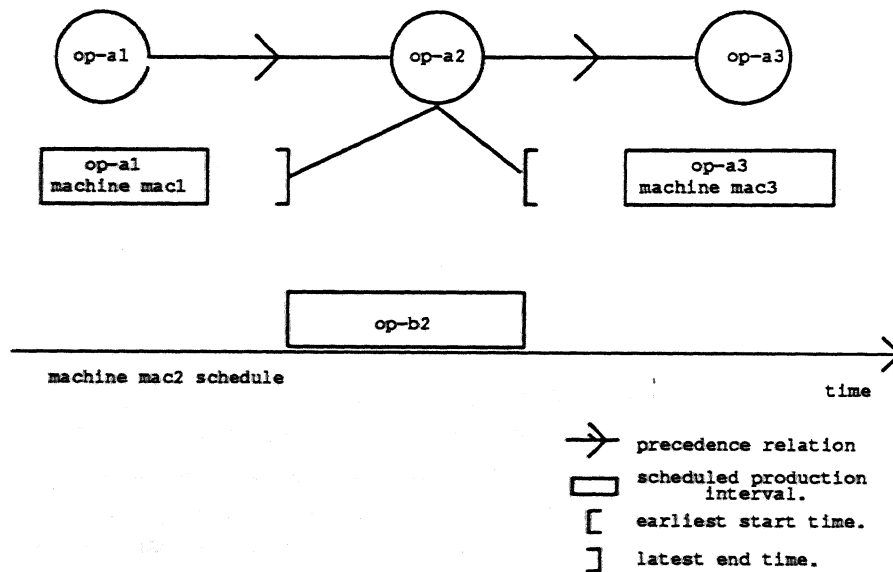 op-a1
op-a2
op-a3
op-a1
machine mac1
op-a3
machine mac3
op-b2
machine mac2 schedule
time
precedence relation
scheduled production
interval.
earliest start time.
latest end time.